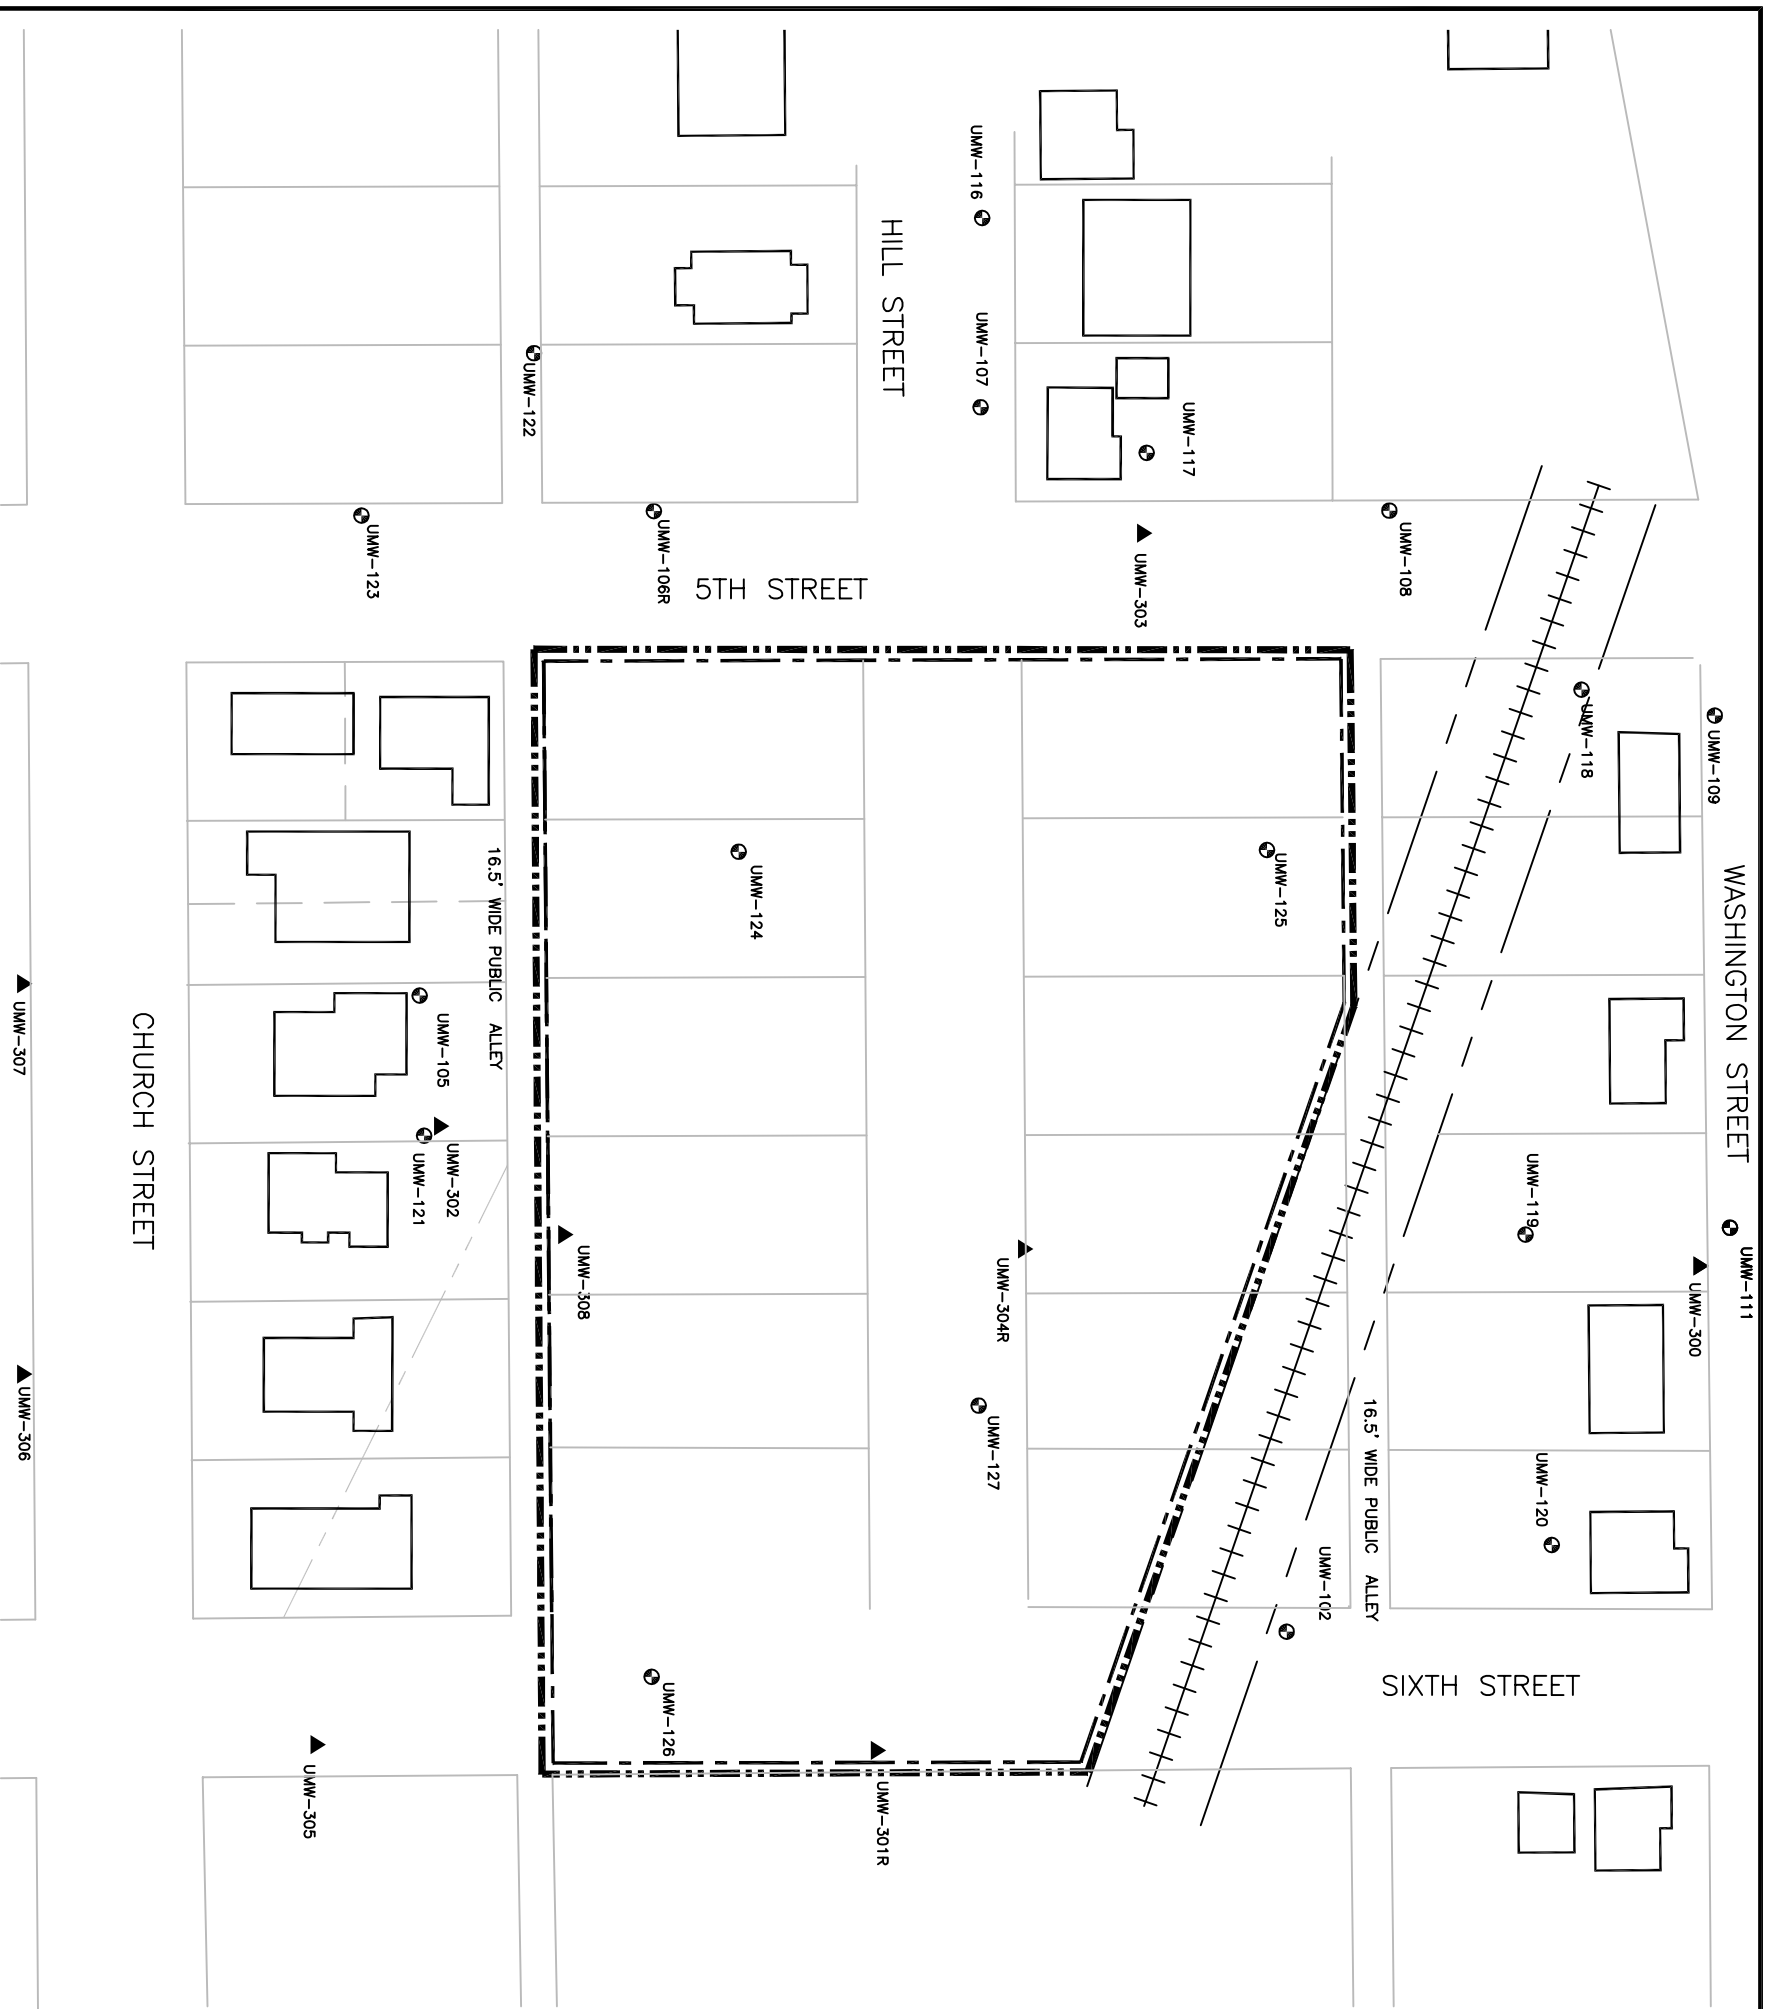 UMW-116
HILL STREET
UMW-107
UMW-122
UMW-117
UMW-123
UMW-106R
5TH STREET
UMW-303
UMW-108
UMW-118
UMW-109
WASHINGTON STREET
16.5' WIDE PUBLIC ALLEY
UMW-124
UMW-125
UMW-307
CHURCH STREET
UMW-105
UMW-302
UMW-121
UMW-119
UMW-111
UMW-308
UMW-304R
UMW-300
UMW-306
UMW-127
16.5' WIDE PUBLIC ALLEY
UMW-120
UMW-102
SIXTH STREET
UMW-126
UMW-305
UMW-301R